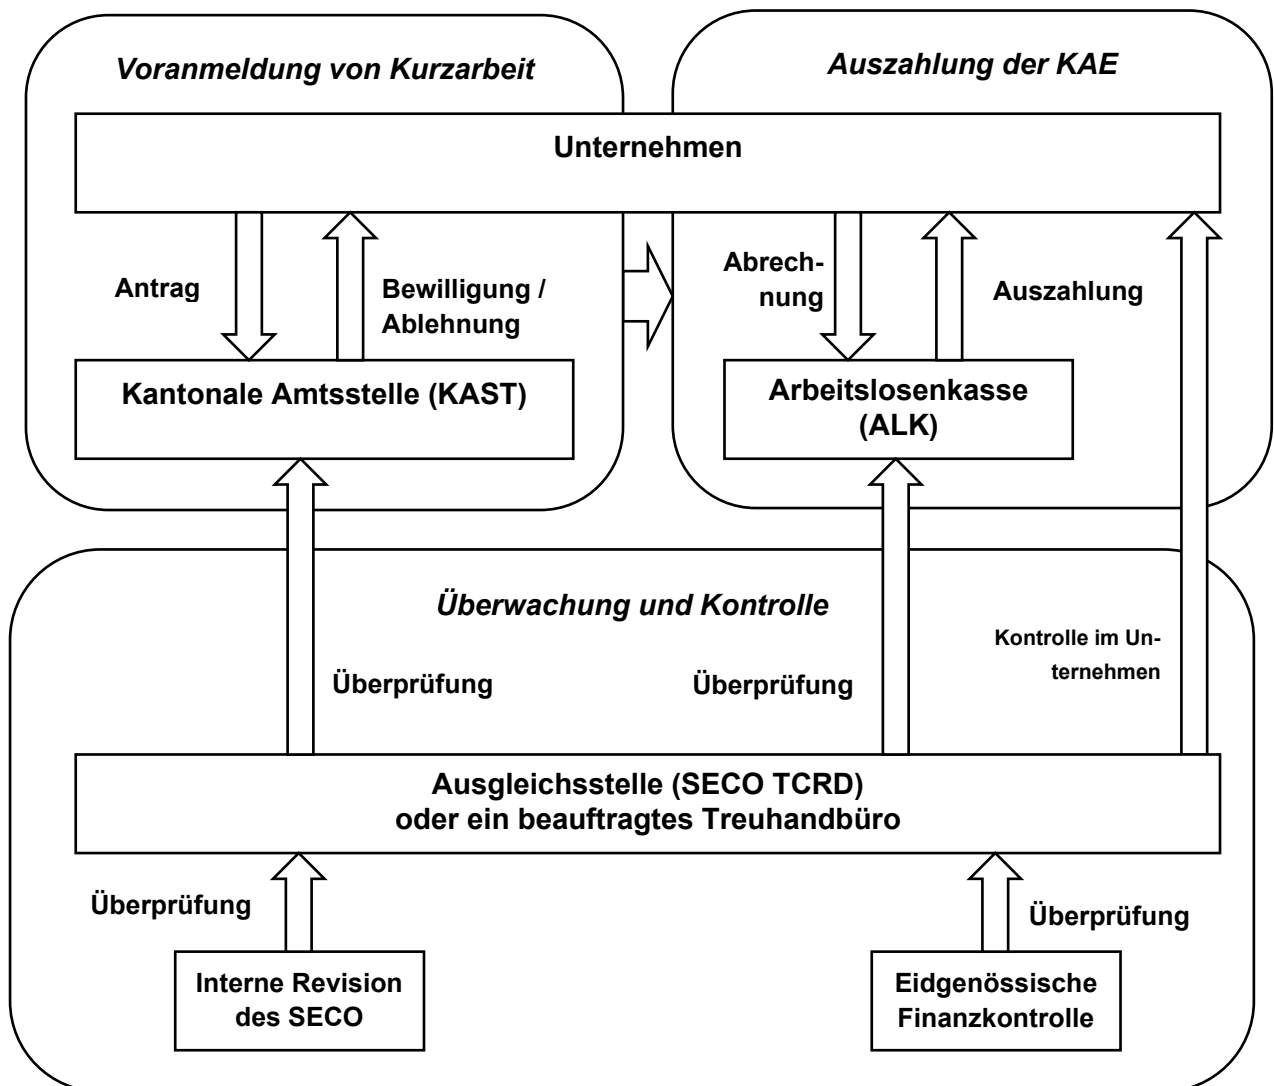 Voranmeldung von Kurzarbeit
Auszahlung der KAE
Unternehmen
Antrag
Bewilligung /
Ablehnung
Abrech-
nung
Auszahlung
Kantonale Amtsstelle (KAST)
Arbeitslosenkasse
(ALK)
Überwachung und Kontrolle
Überprüfung
Überprüfung
Kontrolle im Un-
ternehmen
Ausgleichsstelle (SECO TCRD)
oder ein beauftragtes Treuhandbüro
Überprüfung
Überprüfung
Interne Revision
des SECO
Eidgenössische
Finanzkontrolle